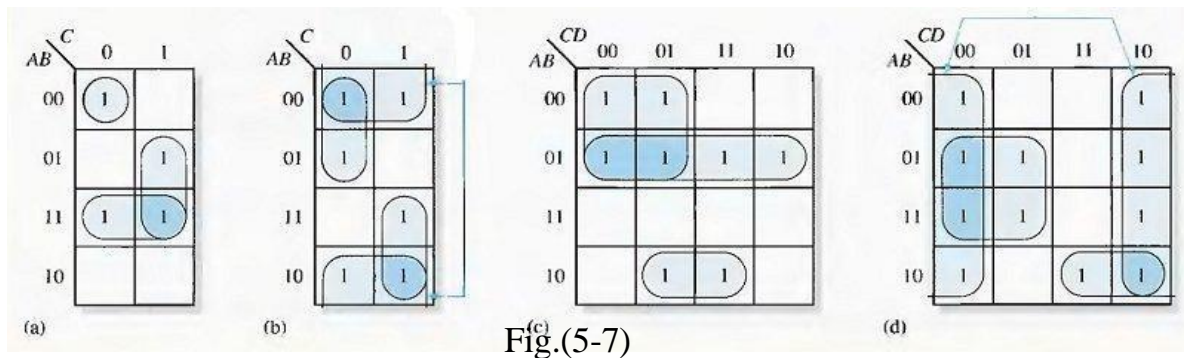 C C CD CD
AB 0 1 AB 0 1 AB 00 01 11 10 AB 00 01 11 10
00 1 00 1 1 00 1 1 00 1 1
01 1 01 1 01 1 1 1 1 01 1 1 1
11 1 1 11 1 11 11 1 1 1
10 10 1 1 10 1 1 10 1 1 1
(a) (b) (c) (d)
Fig.(5-7)